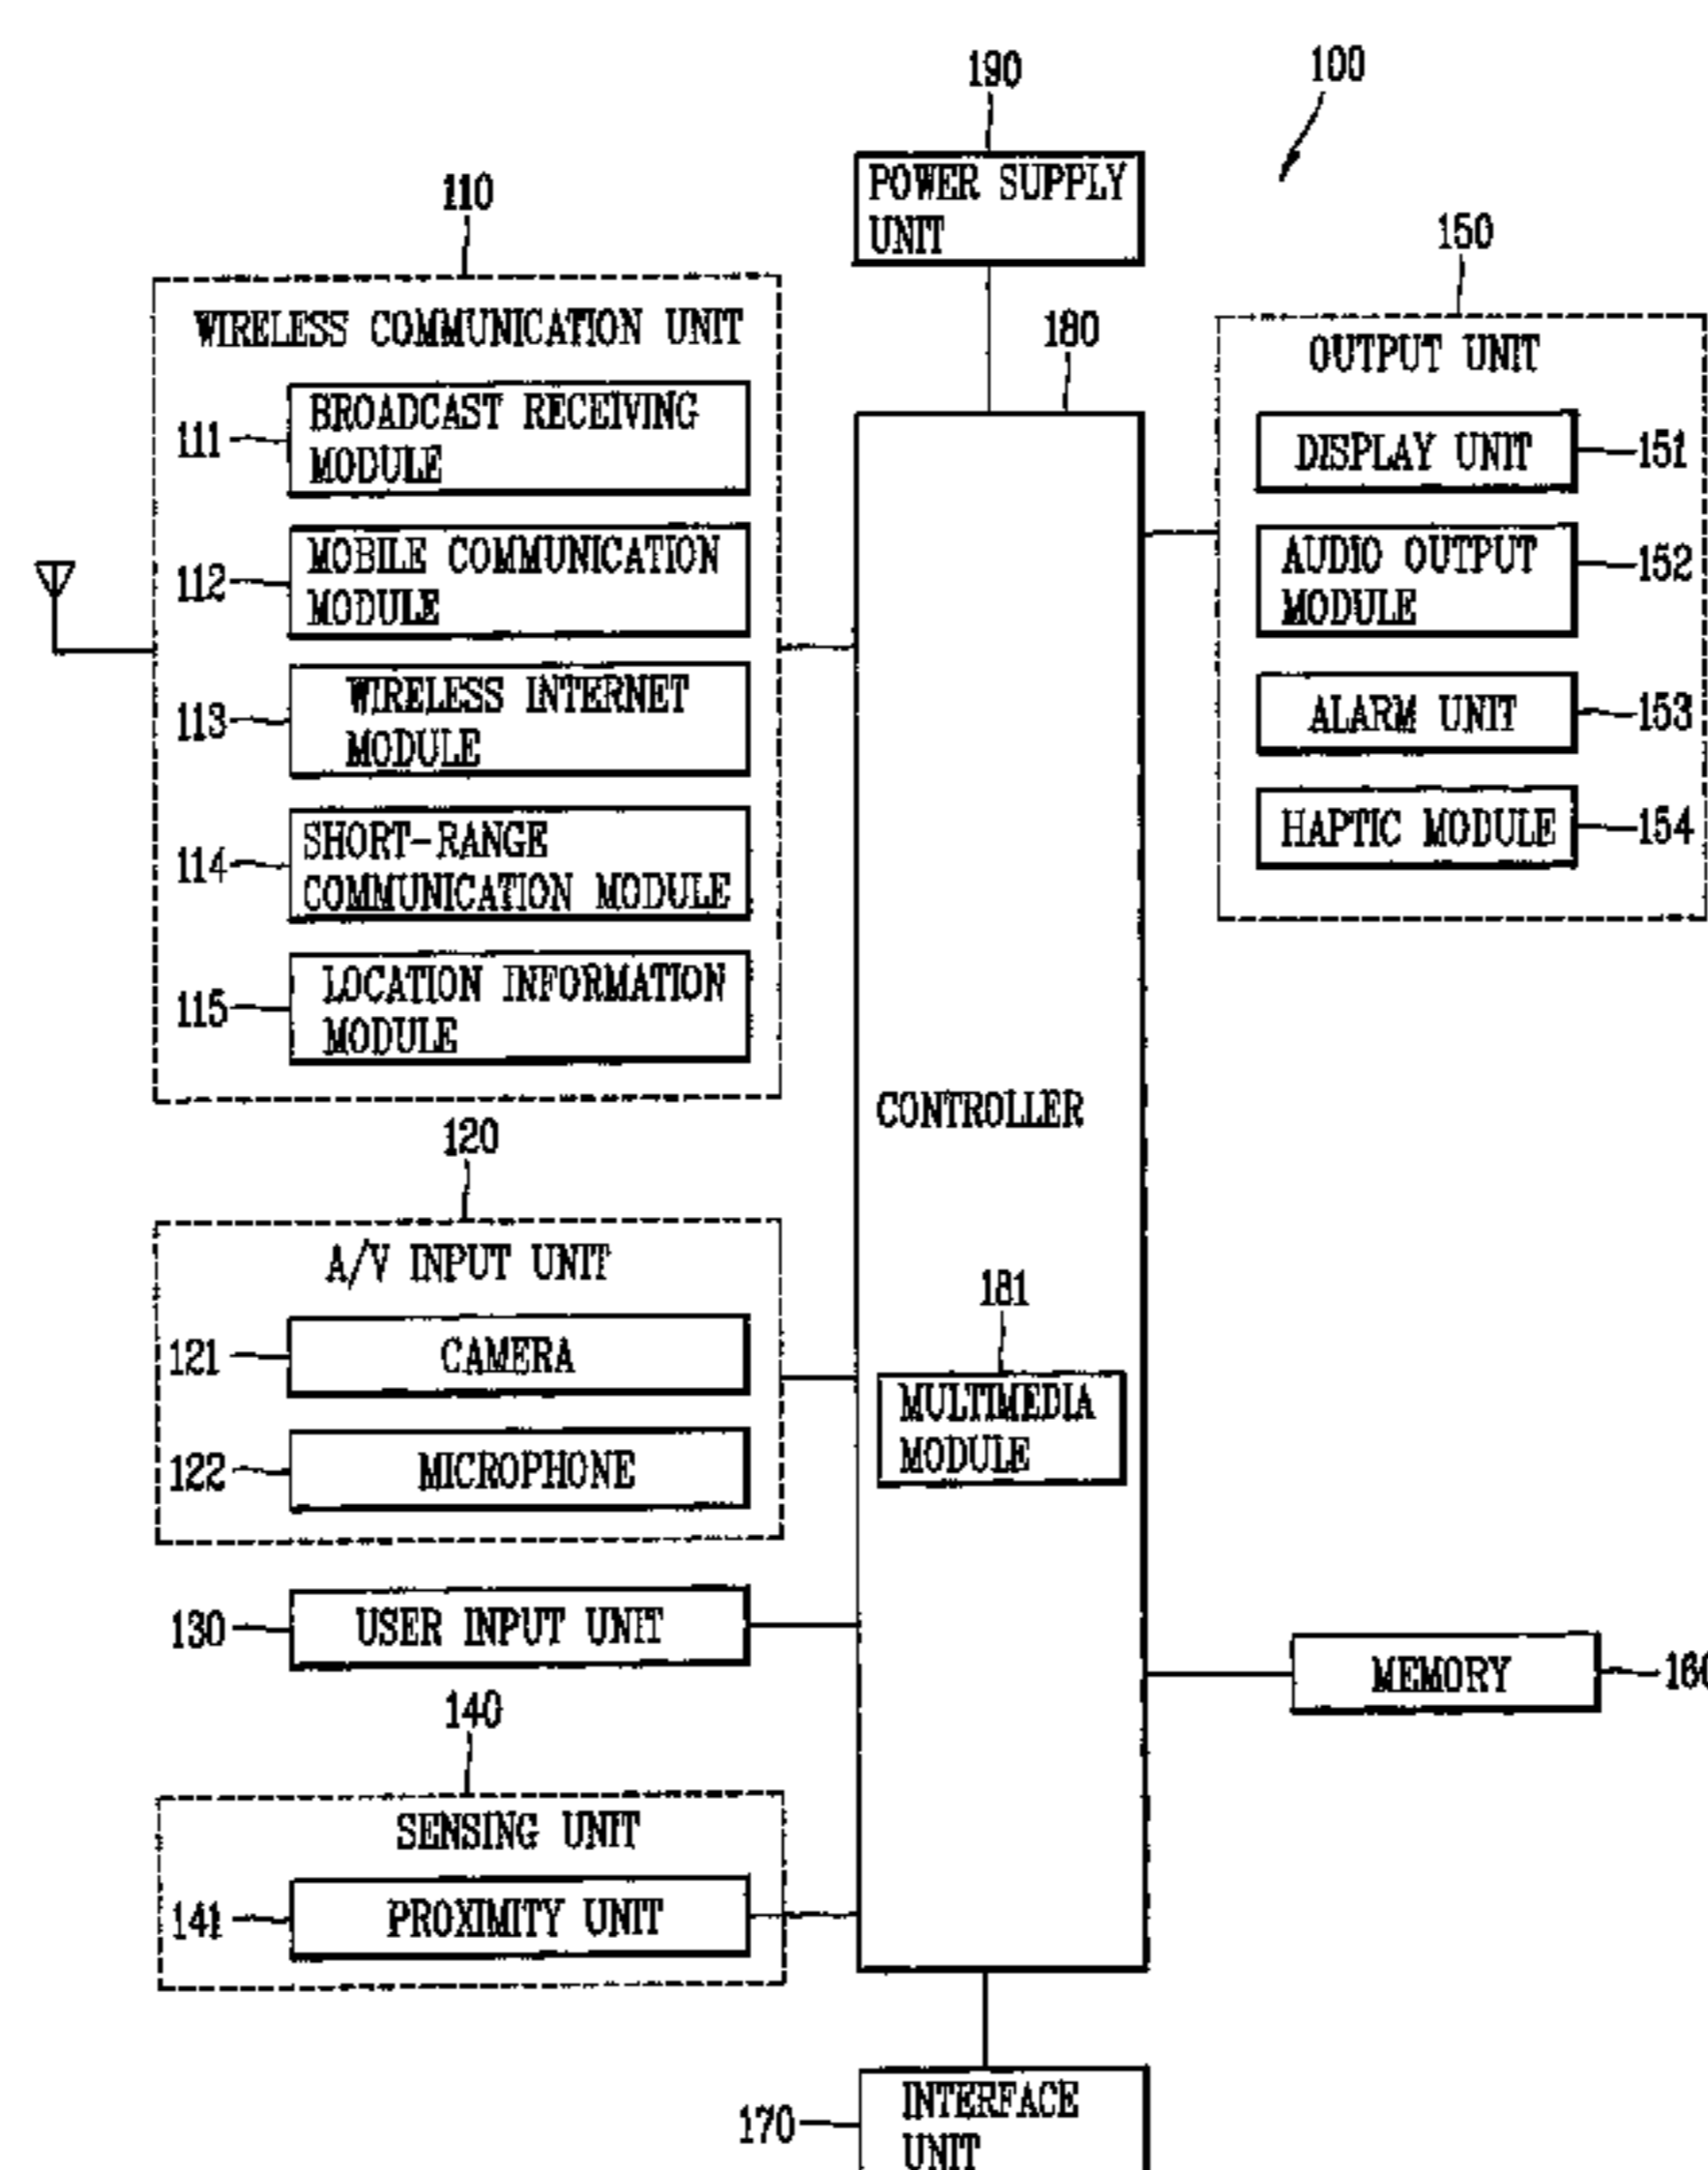 100
190
POWER SUPPLY
UNIT
110
WIRELESS COMMUNICATION UNIT
111
BROADCAST RECEIVING
MODULE
112
MOBILE COMMUNICATION
MODULE
113
WIRELESS INTERNET
MODULE
114
SHORT-RANGE
COMMUNICATION MODULE
115
LOCATION INFORMATION
MODULE
120
A/V INPUT UNIT
121
CAMERA
122
MICROPHONE
130
USER INPUT UNIT
140
SENSING UNIT
141
PROXIMITY UNIT
180
CONTROLLER
181
MULTIMEDIA
MODULE
150
OUTPUT UNIT
DISPLAY UNIT
151
AUDIO OUTPUT
MODULE
152
ALARM UNIT
153
HAPTIC MODULE
154
MEMORY
170
INTERFACE
UNIT